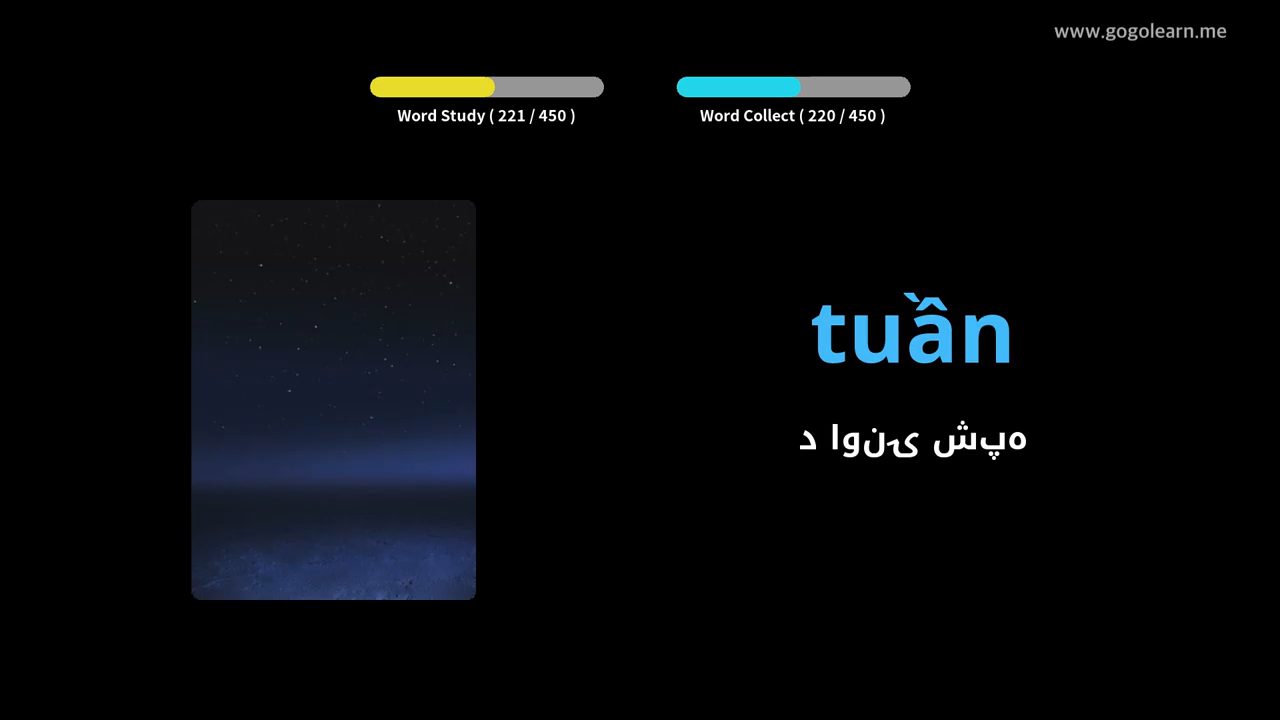 www.gogolearn.me
Word Study ( 221 / 450 )
Word Collect ( 220 / 450 )
tuần
د اونۍ شپه